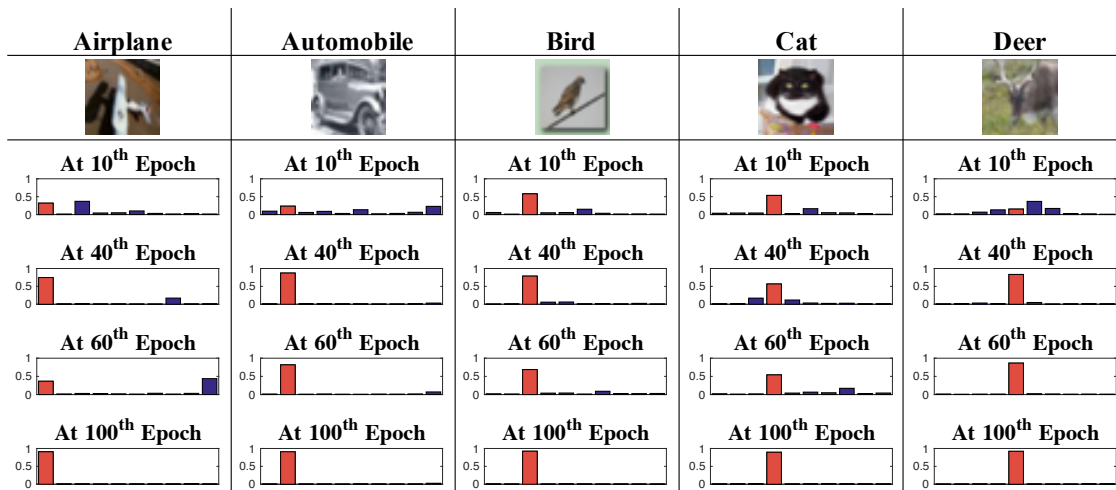 Airplane Automobile Bird Cat Deer
At 10th Epoch At 10th Epoch At 10th Epoch At 10th Epoch At 10th Epoch
1 1 1 1 1
0.5 0.5 0.5 0.5 0.5
0 0 0 0 0
At 40th Epoch At 40th Epoch At 40th Epoch At 40th Epoch At 40th Epoch
1 1 1 1 1
0.5 0.5 0.5 0.5 0.5
0 0 0 0 0
At 60th Epoch At 60th Epoch At 60th Epoch At 60th Epoch At 60th Epoch
1 1 1 1 1
0.5 0.5 0.5 0.5 0.5
0 0 0 0 0
At 100th Epoch At 100th Epoch At 100th Epoch At 100th Epoch At 100th Epoch
1 1 1 1 1
0.5 0.5 0.5 0.5 0.5
0 0 0 0 0